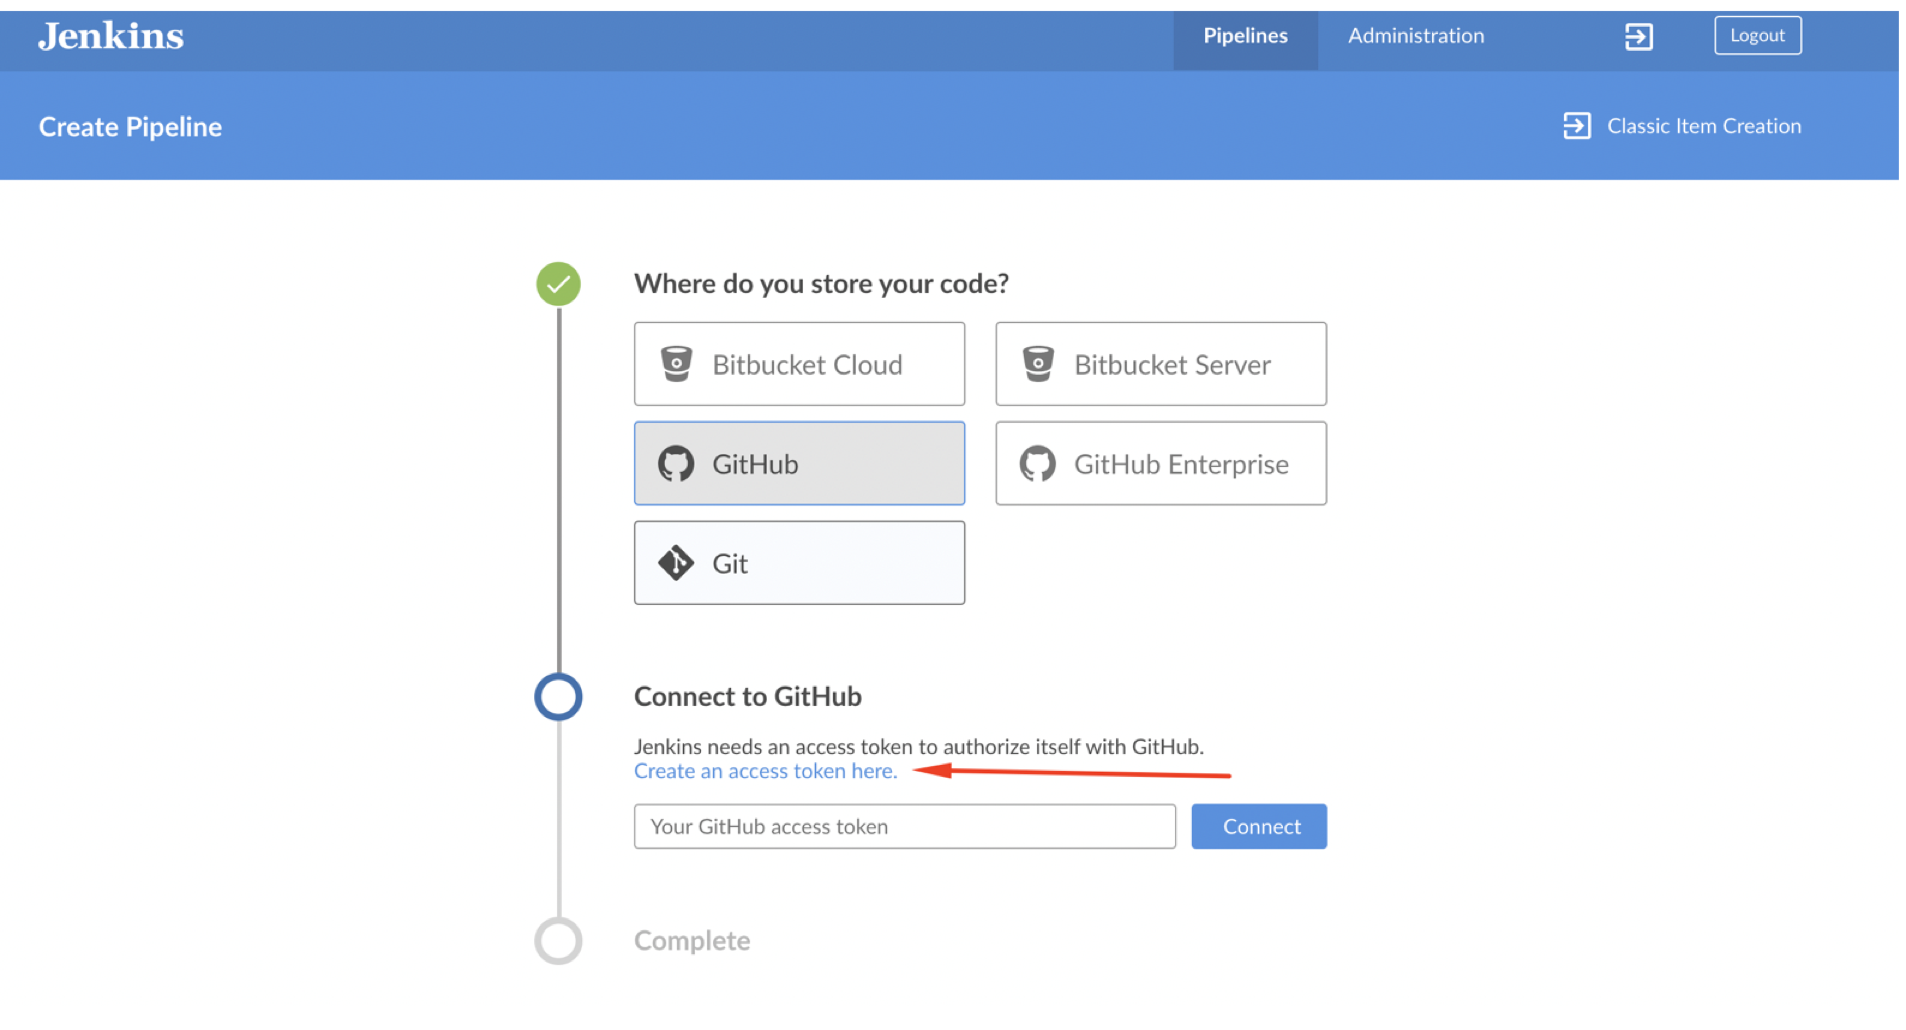 Jenkins
Pipelines
Administration
Logout
Create Pipeline
Classic Item Creation
Where do you store your code?
Bitbucket Cloud
Bitbucket Server
GitHub
GitHub Enterprise
Git
Connect to GitHub
Jenkins needs an access token to authorize itself with GitHub.
Create an access token here.
Your GitHub access token
Connect
Complete